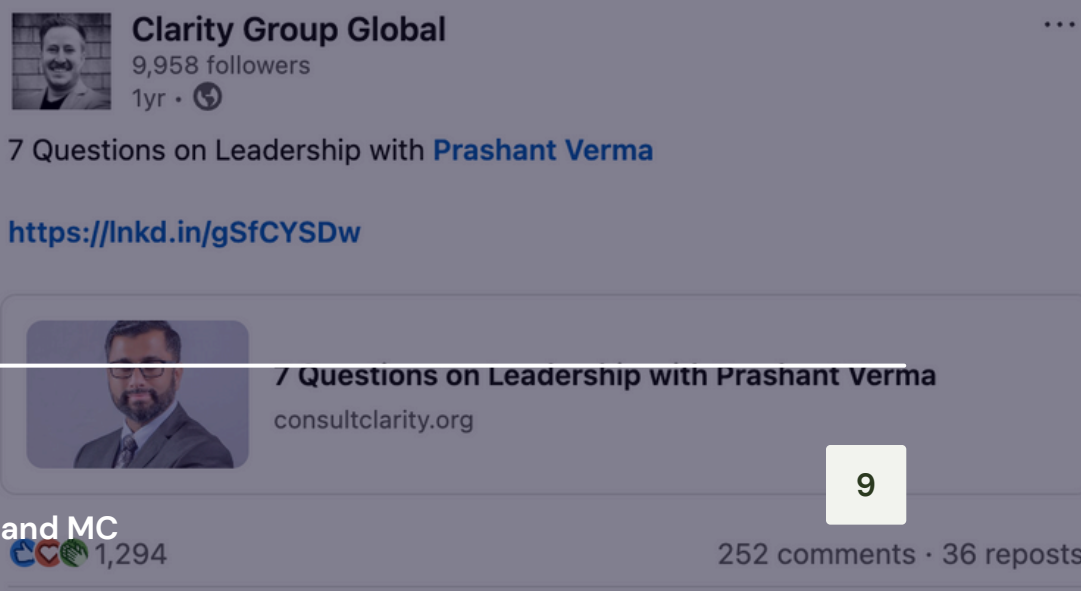 Clarity Group Global
9,958 followers
1yr •
7 Questions on Leadership with Prashant Verma
https://lnkd.in/gSfCYSDw
7 Questions on Leadership with Prashant Verma
consultclarity.org
9
and MC
1,294
252 comments · 36 reposts